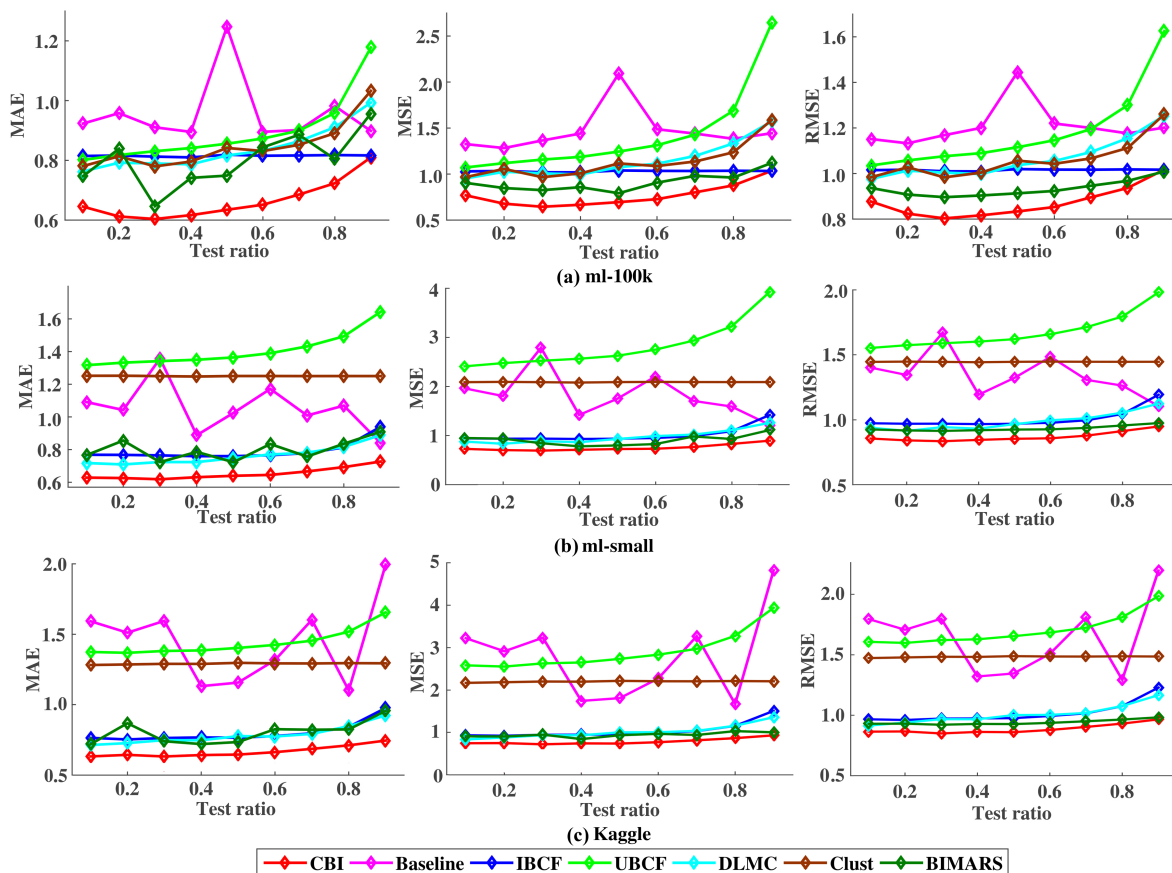 MAE
1.2
1.0
0.8
0.6
0.2 0.4 0.6 0.8
Test ratio
MSE
2.5
2.0
1.5
1.0
0.5
0.2 0.4 0.6 0.8
Test ratio
RMSE
1.6
1.4
1.2
1.0
0.8
0.2 0.4 0.6 0.8
Test ratio
(a) ml-100k
MAE
1.6
1.4
1.2
1.0
0.8
0.6
0.2 0.4 0.6 0.8
Test ratio
MSE
4
3
2
1
0
0.2 0.4 0.6 0.8
Test ratio
RMSE
2.0
1.5
1.0
0.5
0.2 0.4 0.6 0.8
Test ratio
(b) ml-small
MAE
2.0
1.5
1.0
0.5
0.2 0.4 0.6 0.8
Test ratio
MSE
5
4
3
2
1
0
0.2 0.4 0.6 0.8
Test ratio
RMSE
2.0
1.5
1.0
0.5
0.2 0.4 0.6 0.8
Test ratio
(c) Kaggle
CBI Baseline IBCF UBCF DLMC Clust BIMARS